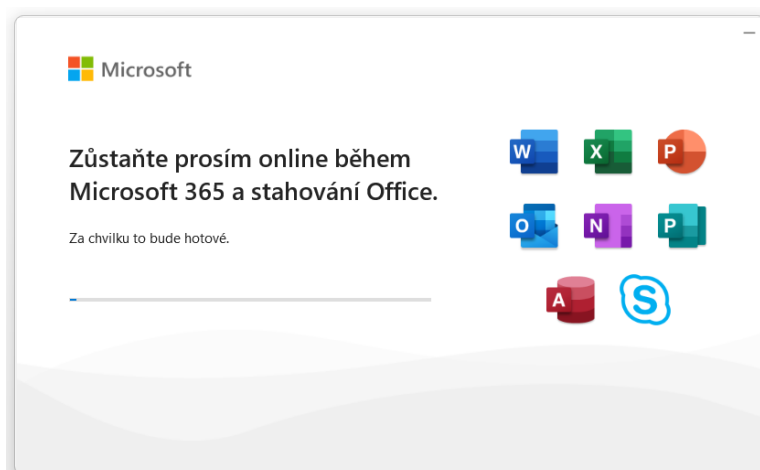 Microsoft
Zůstaňte prosím online během
Microsoft 365 a stahování Office.
Za chvilku to bude hotové.
W
X
P
O
N
P
A
S